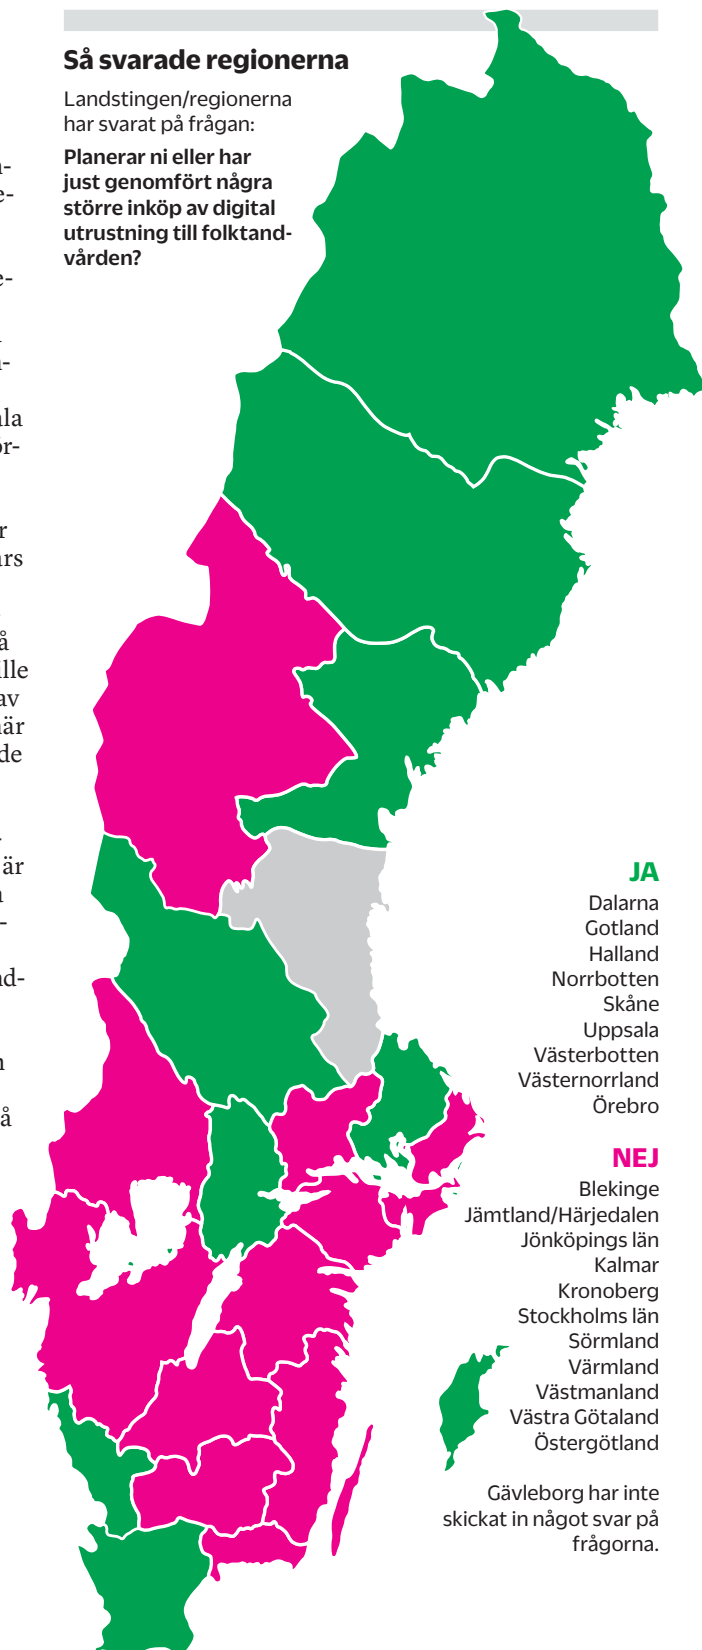 Så svarade regionerna
Landstingen/regionerna
har svarat på frågan:
Planerar ni eller har
just genomfört några
större inköp av digital
utrustning till folktand-
vården?
JA
Dalarna
Gotland
Halland
Norrbotten
Skåne
Uppsala
Västerbotten
Västernorrland
Örebro
NEJ
Blekinge
Jämtland/Härjedalen
Jönköpings län
Kalmar
Kronoberg
Stockholms län
Sörmland
Värmland
Västmanland
Västra Götaland
Östergötland
Gävleborg har inte
skickat in något svar på
frågorna.